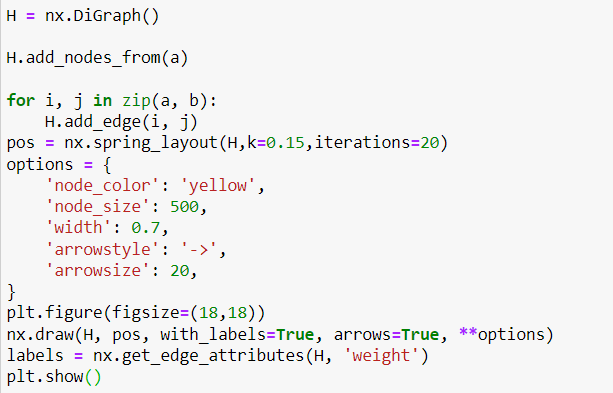 H = nx.DiGraph()
H.add_nodes_from(a)
for i, j in zip(a, b):
    H.add_edge(i, j)
pos = nx.spring_layout(H,k=0.15,iterations=20)
options = {
    'node_color': 'yellow',
    'node_size': 500,
    'width': 0.7,
    'arrowstyle': '->',
    'arrowsize': 20,
}
plt.figure(figsize=(18,18))
nx.draw(H, pos, with_labels=True, arrows=True, **options)
labels = nx.get_edge_attributes(H, 'weight')
plt.show()